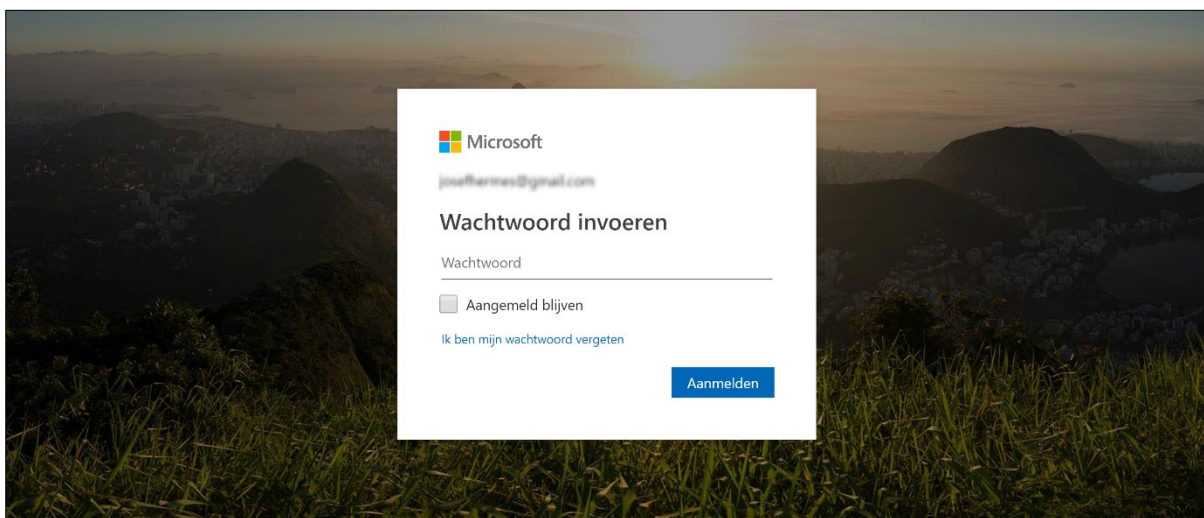 Microsoft
Wachtwoord invoeren
Wachtwoord
Aangemeld blijven
Ik ben mijn wachtwoord vergeten
Aanmelden